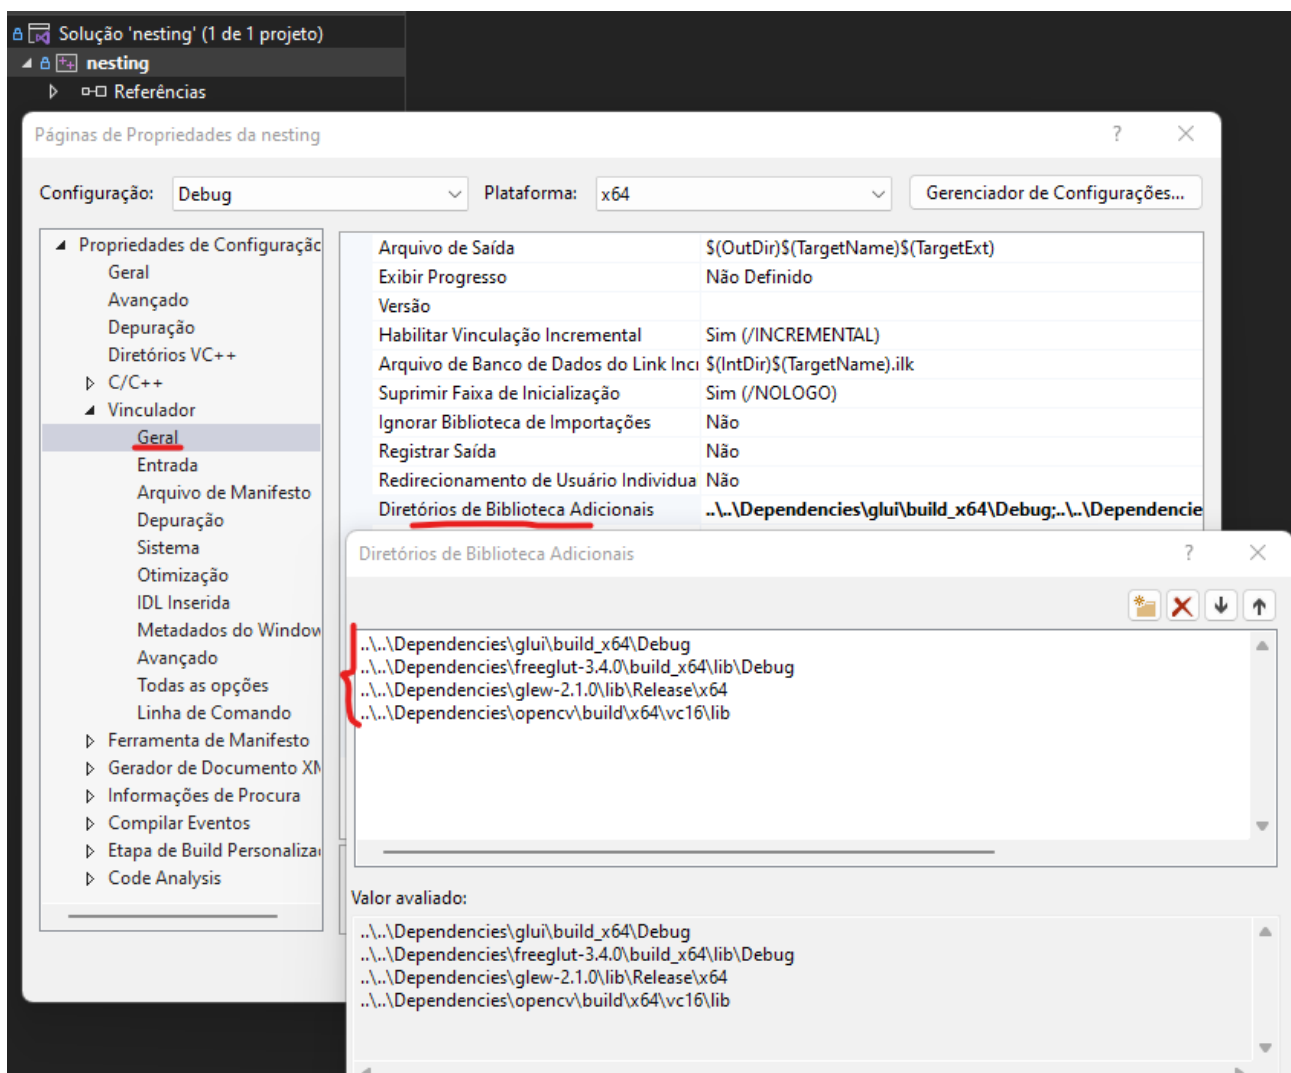 Solução 'nesting' (1 de 1 projeto)
nesting
Referências
Páginas de Propriedades da nesting
Configuração: Debug Plataforma: x64 Gerenciador de Configurações...
Propriedades de Configuraçãc
Geral
Avançado
Depuração
Diretórios VC++
C/C++
Vinculador
Geral
Entrada
Arquivo de Manifesto
Depuração
Sistema
Otimização
IDL Inserida
Metadados do Window
Avançado
Todas as opções
Linha de Comando
Ferramenta de Manifesto
Gerador de Documento XM
Informações de Procura
Compilar Eventos
Etapa de Build Personaliza
Code Analysis
Arquivo de Saída $(OutDir)$(TargetName)$(TargetExt)
Exibir Progresso Não Definido
Versão
Habilitar Vinculação Incremental Sim (/INCREMENTAL)
Arquivo de Banco de Dados do Link Incr $(IntDir)$(TargetName).ilk
Suprimir Faixa de Inicialização Sim (/NOLOGO)
Ignorar Biblioteca de Importações Não
Registrar Saída Não
Redirecionamento de Usuário Individua Não
Diretórios de Biblioteca Adicionais ..\..\Dependencies\glui\build_x64\Debug;..\..\Dependencie
Diretórios de Biblioteca Adicionais
..\..\Dependencies\glui\build_x64\Debug
..\..\Dependencies\freeglut-3.4.0\build_x64\lib\Debug
..\..\Dependencies\glew-2.1.0\lib\Release\x64
..\..\Dependencies\opencv\build\x64\vc16\lib
Valor avaliado:
..\..\Dependencies\glui\build_x64\Debug
..\..\Dependencies\freeglut-3.4.0\build_x64\lib\Debug
..\..\Dependencies\glew-2.1.0\lib\Release\x64
..\..\Dependencies\opencv\build\x64\vc16\lib